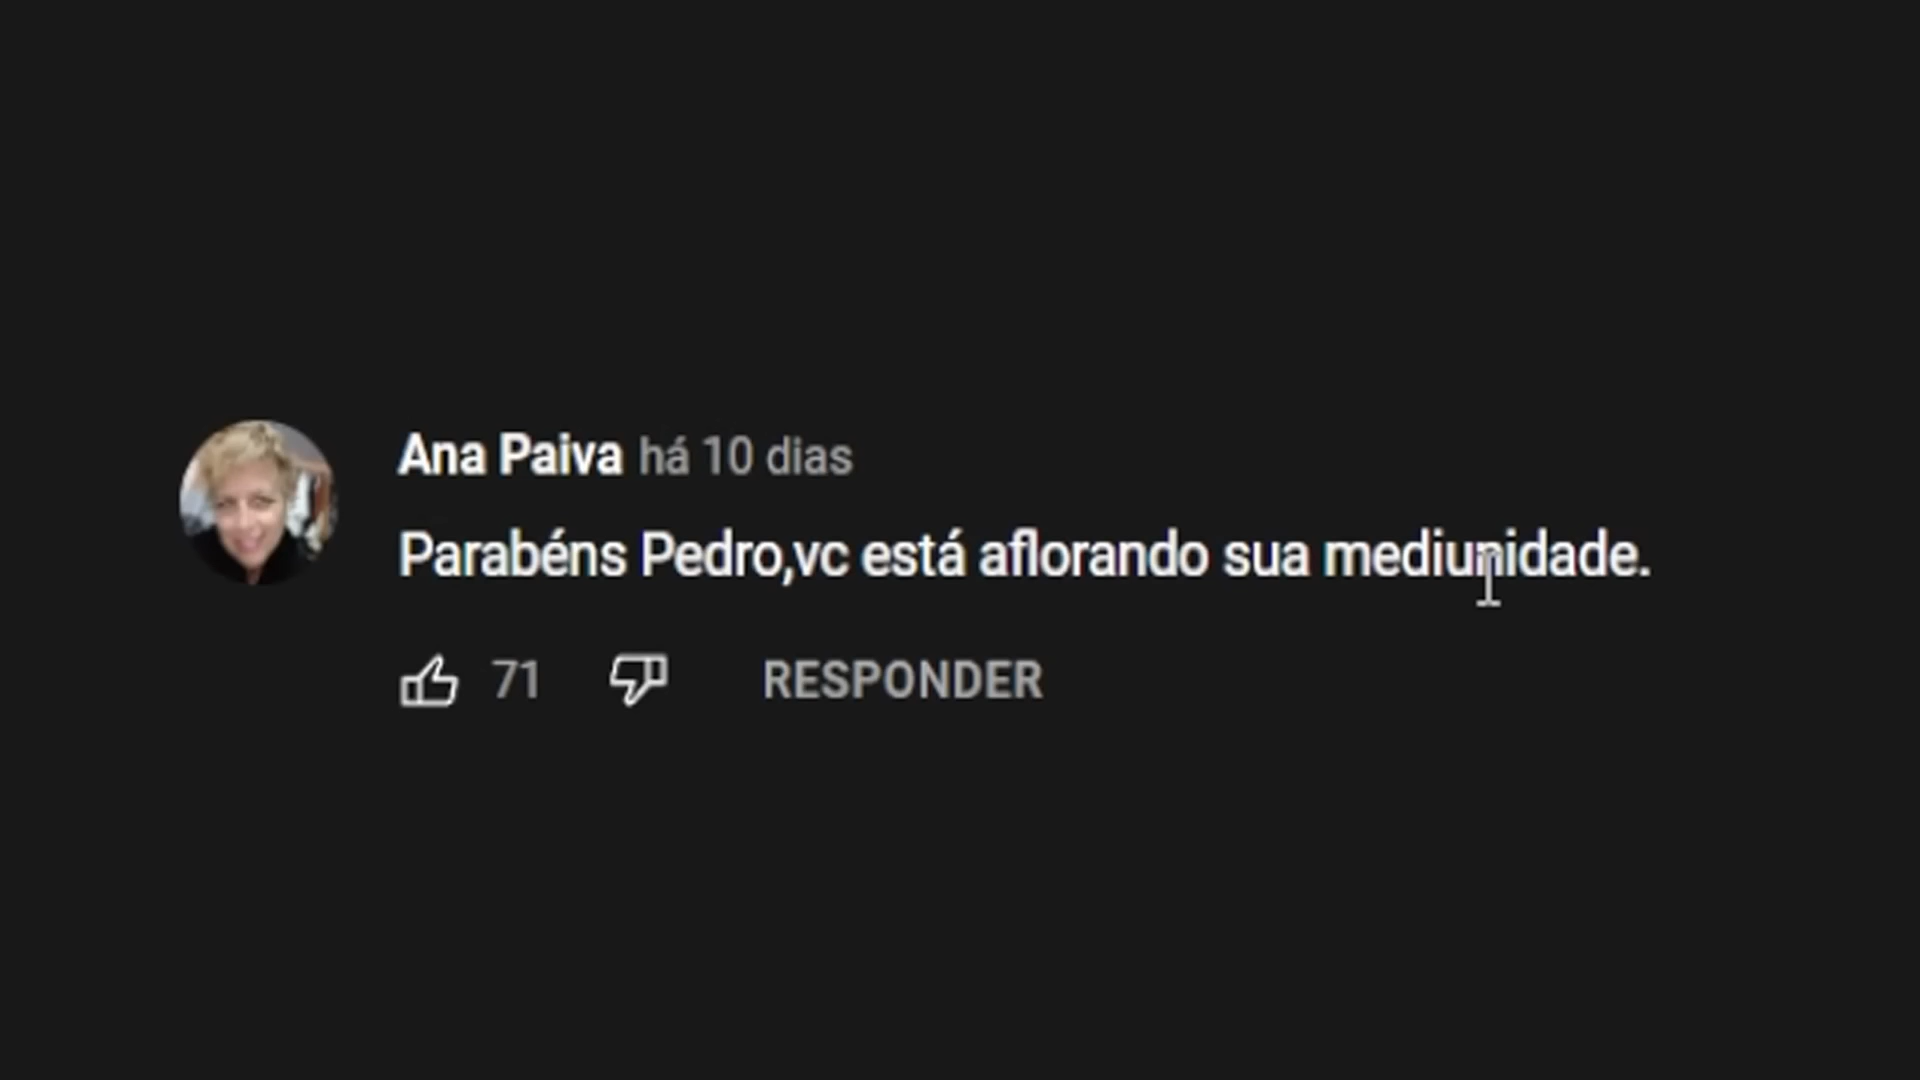 Ana Paiva há 10 dias
Parabéns Pedro,vc está aflorando sua mediunidade.
71 RESPONDER